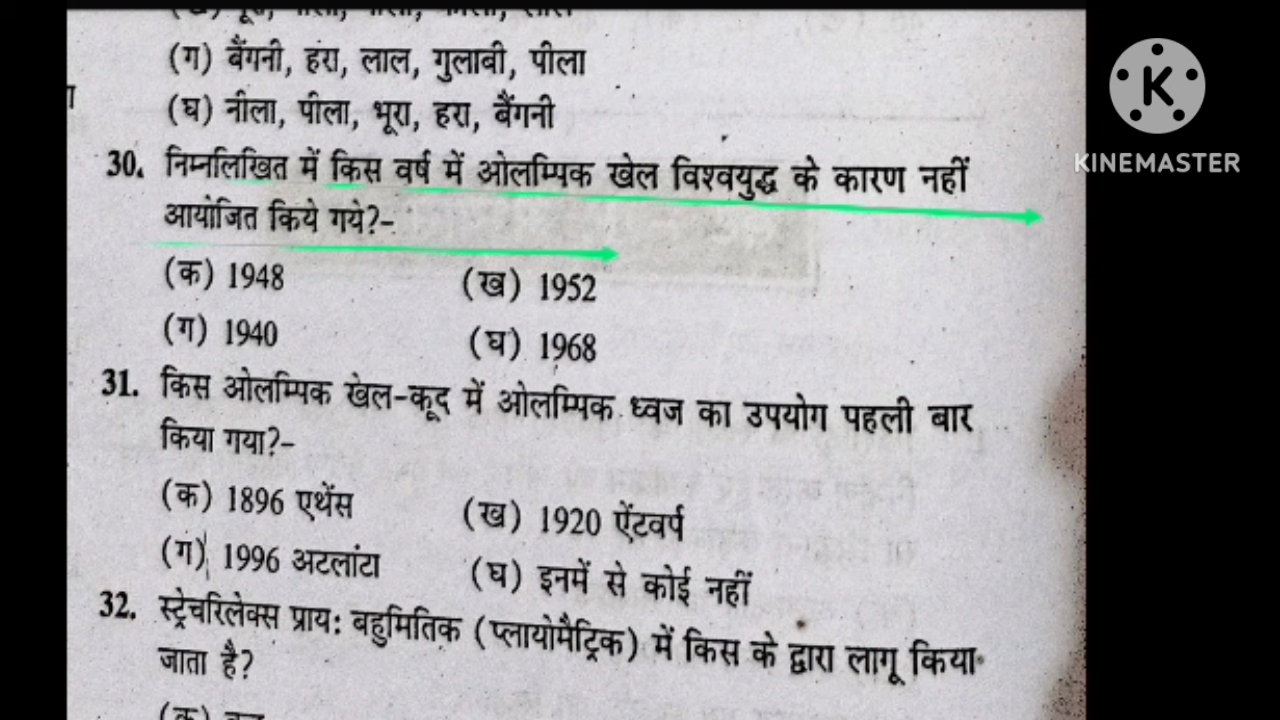 (ग) बैंगनी, हरा, लाल, गुलाबी, पीला
(घ) नीला, पीला, भूरा, हरा, बैंगनी
30. निम्नलिखित में किस वर्ष में ओलम्पिक खेल विश्वयुद्ध के कारण नहीं
आयोजित किये गये?-
(क) 1948 (ख) 1952
(ग) 1940 (घ) 1968
31. किस ओलम्पिक खेल-कूद में ओलम्पिक ध्वज का उपयोग पहली बार
किया गया?-
(क) 1896 एथेंस (ख) 1920 ऐंटवर्प
(ग) 1996 अटलांटा (घ) इनमें से कोई नहीं
32. स्ट्रेचरिलेक्स प्राय: बहुमितिक (प्लायोमैट्रिक) में किस के द्वारा लागू किया
जाता है?
K
KINEMASTER